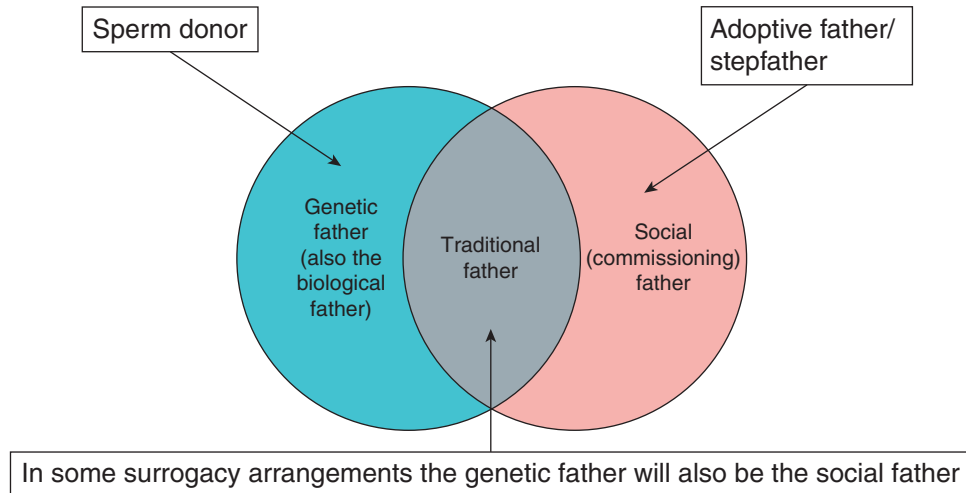 Sperm donor
Adoptive father/
stepfather
Genetic
father
(also the
biological
father)
Traditional
father
Social
(commissioning)
father
In some surrogacy arrangements the genetic father will also be the social father